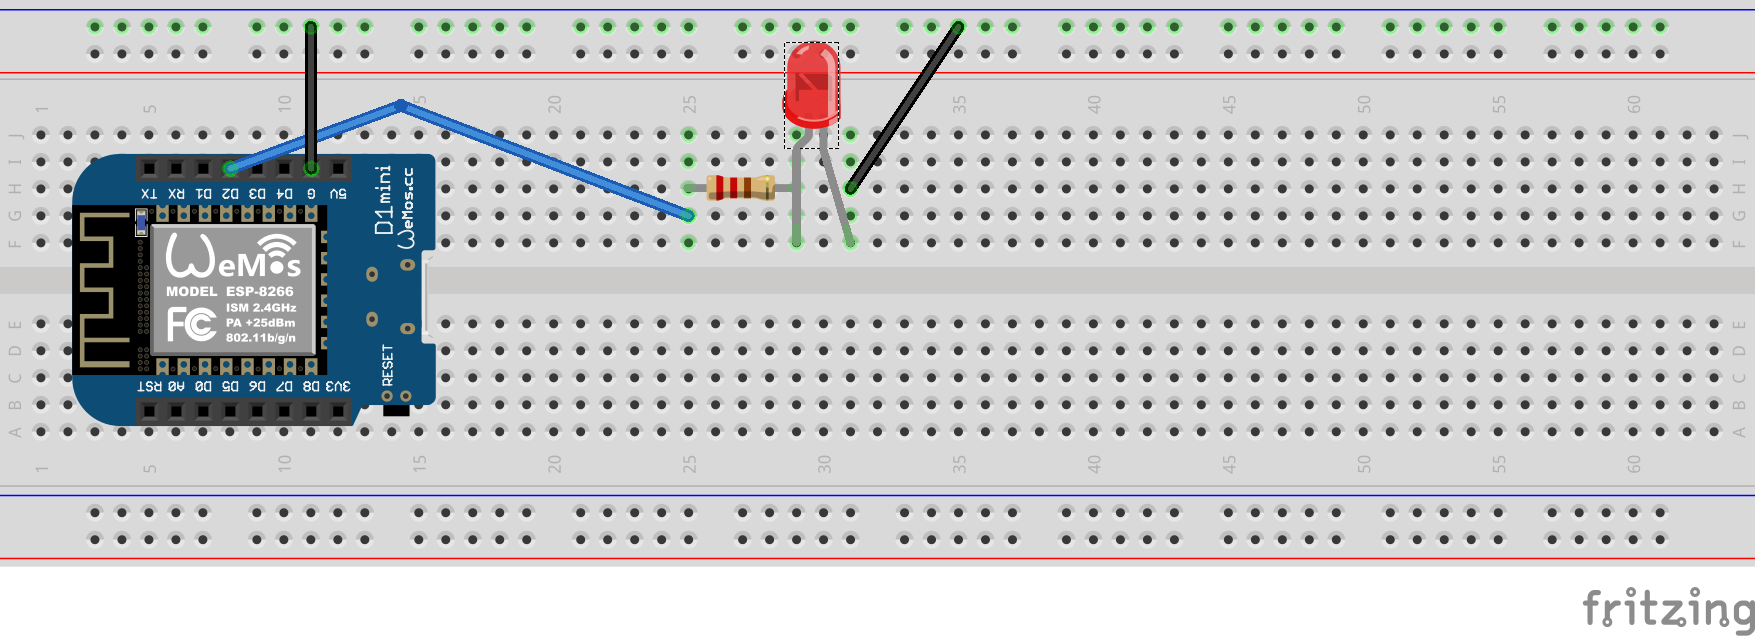 1 5 10 15 20 25 30 35 40 45 50 55 60
J J
I I
H H
G G
F F
TX RX D1 D2 D3 D4 G 5V
D1 mini
WeMos.cc
WeMos
MODEL ESP-8266
ISM 2.4GHz
FC PA +25dBm
802.11b/g/n
RESET
RST A0 D0 D5 D6 D7 D8 3V3
E E
D D
C C
B B
A A
1 5 10 15 20 25 30 35 40 45 50 55 60
fritzing